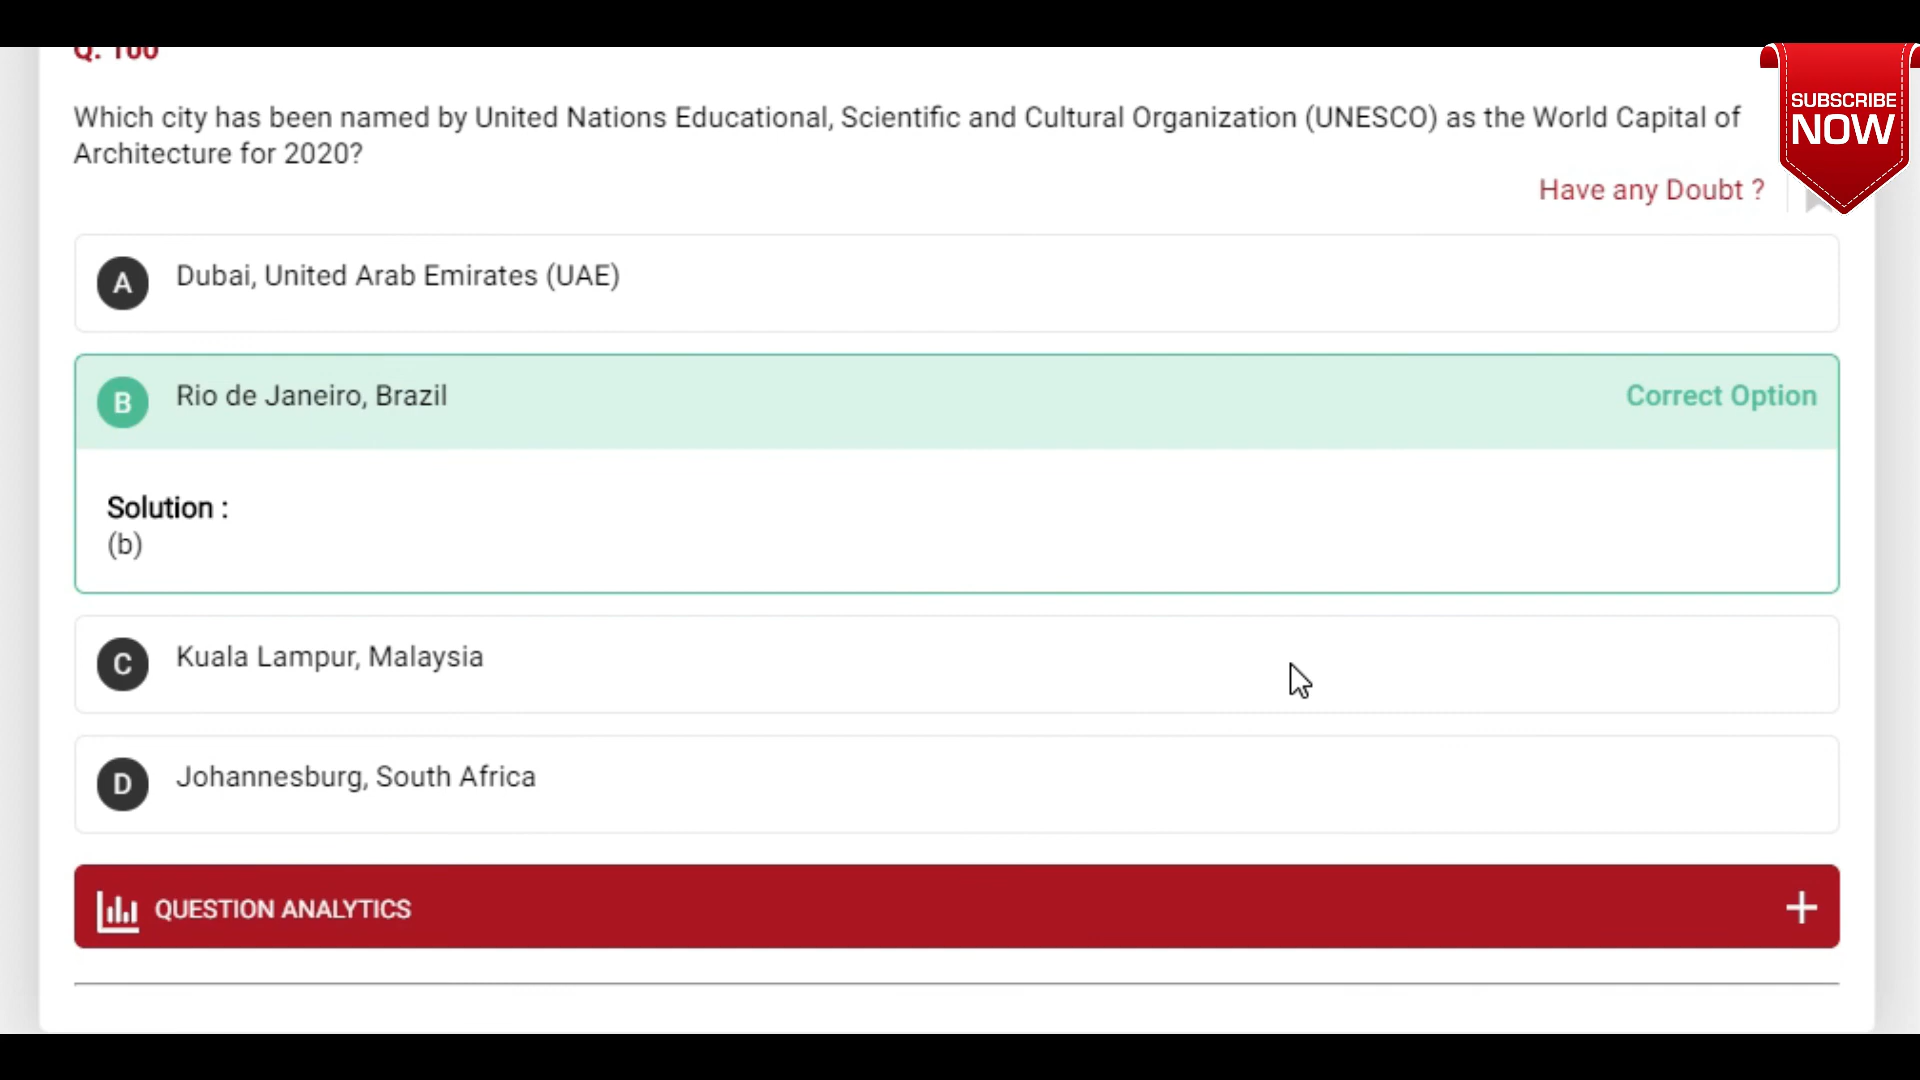 Q. 100
Which city has been named by United Nations Educational, Scientific and Cultural Organization (UNESCO) as the World Capital of
Architecture for 2020?
SUBSCRIBE
NOW
Have any Doubt ?
A Dubai, United Arab Emirates (UAE)
B Rio de Janeiro, Brazil Correct Option
Solution :
(b)
C Kuala Lampur, Malaysia
D Johannesburg, South Africa
QUESTION ANALYTICS +